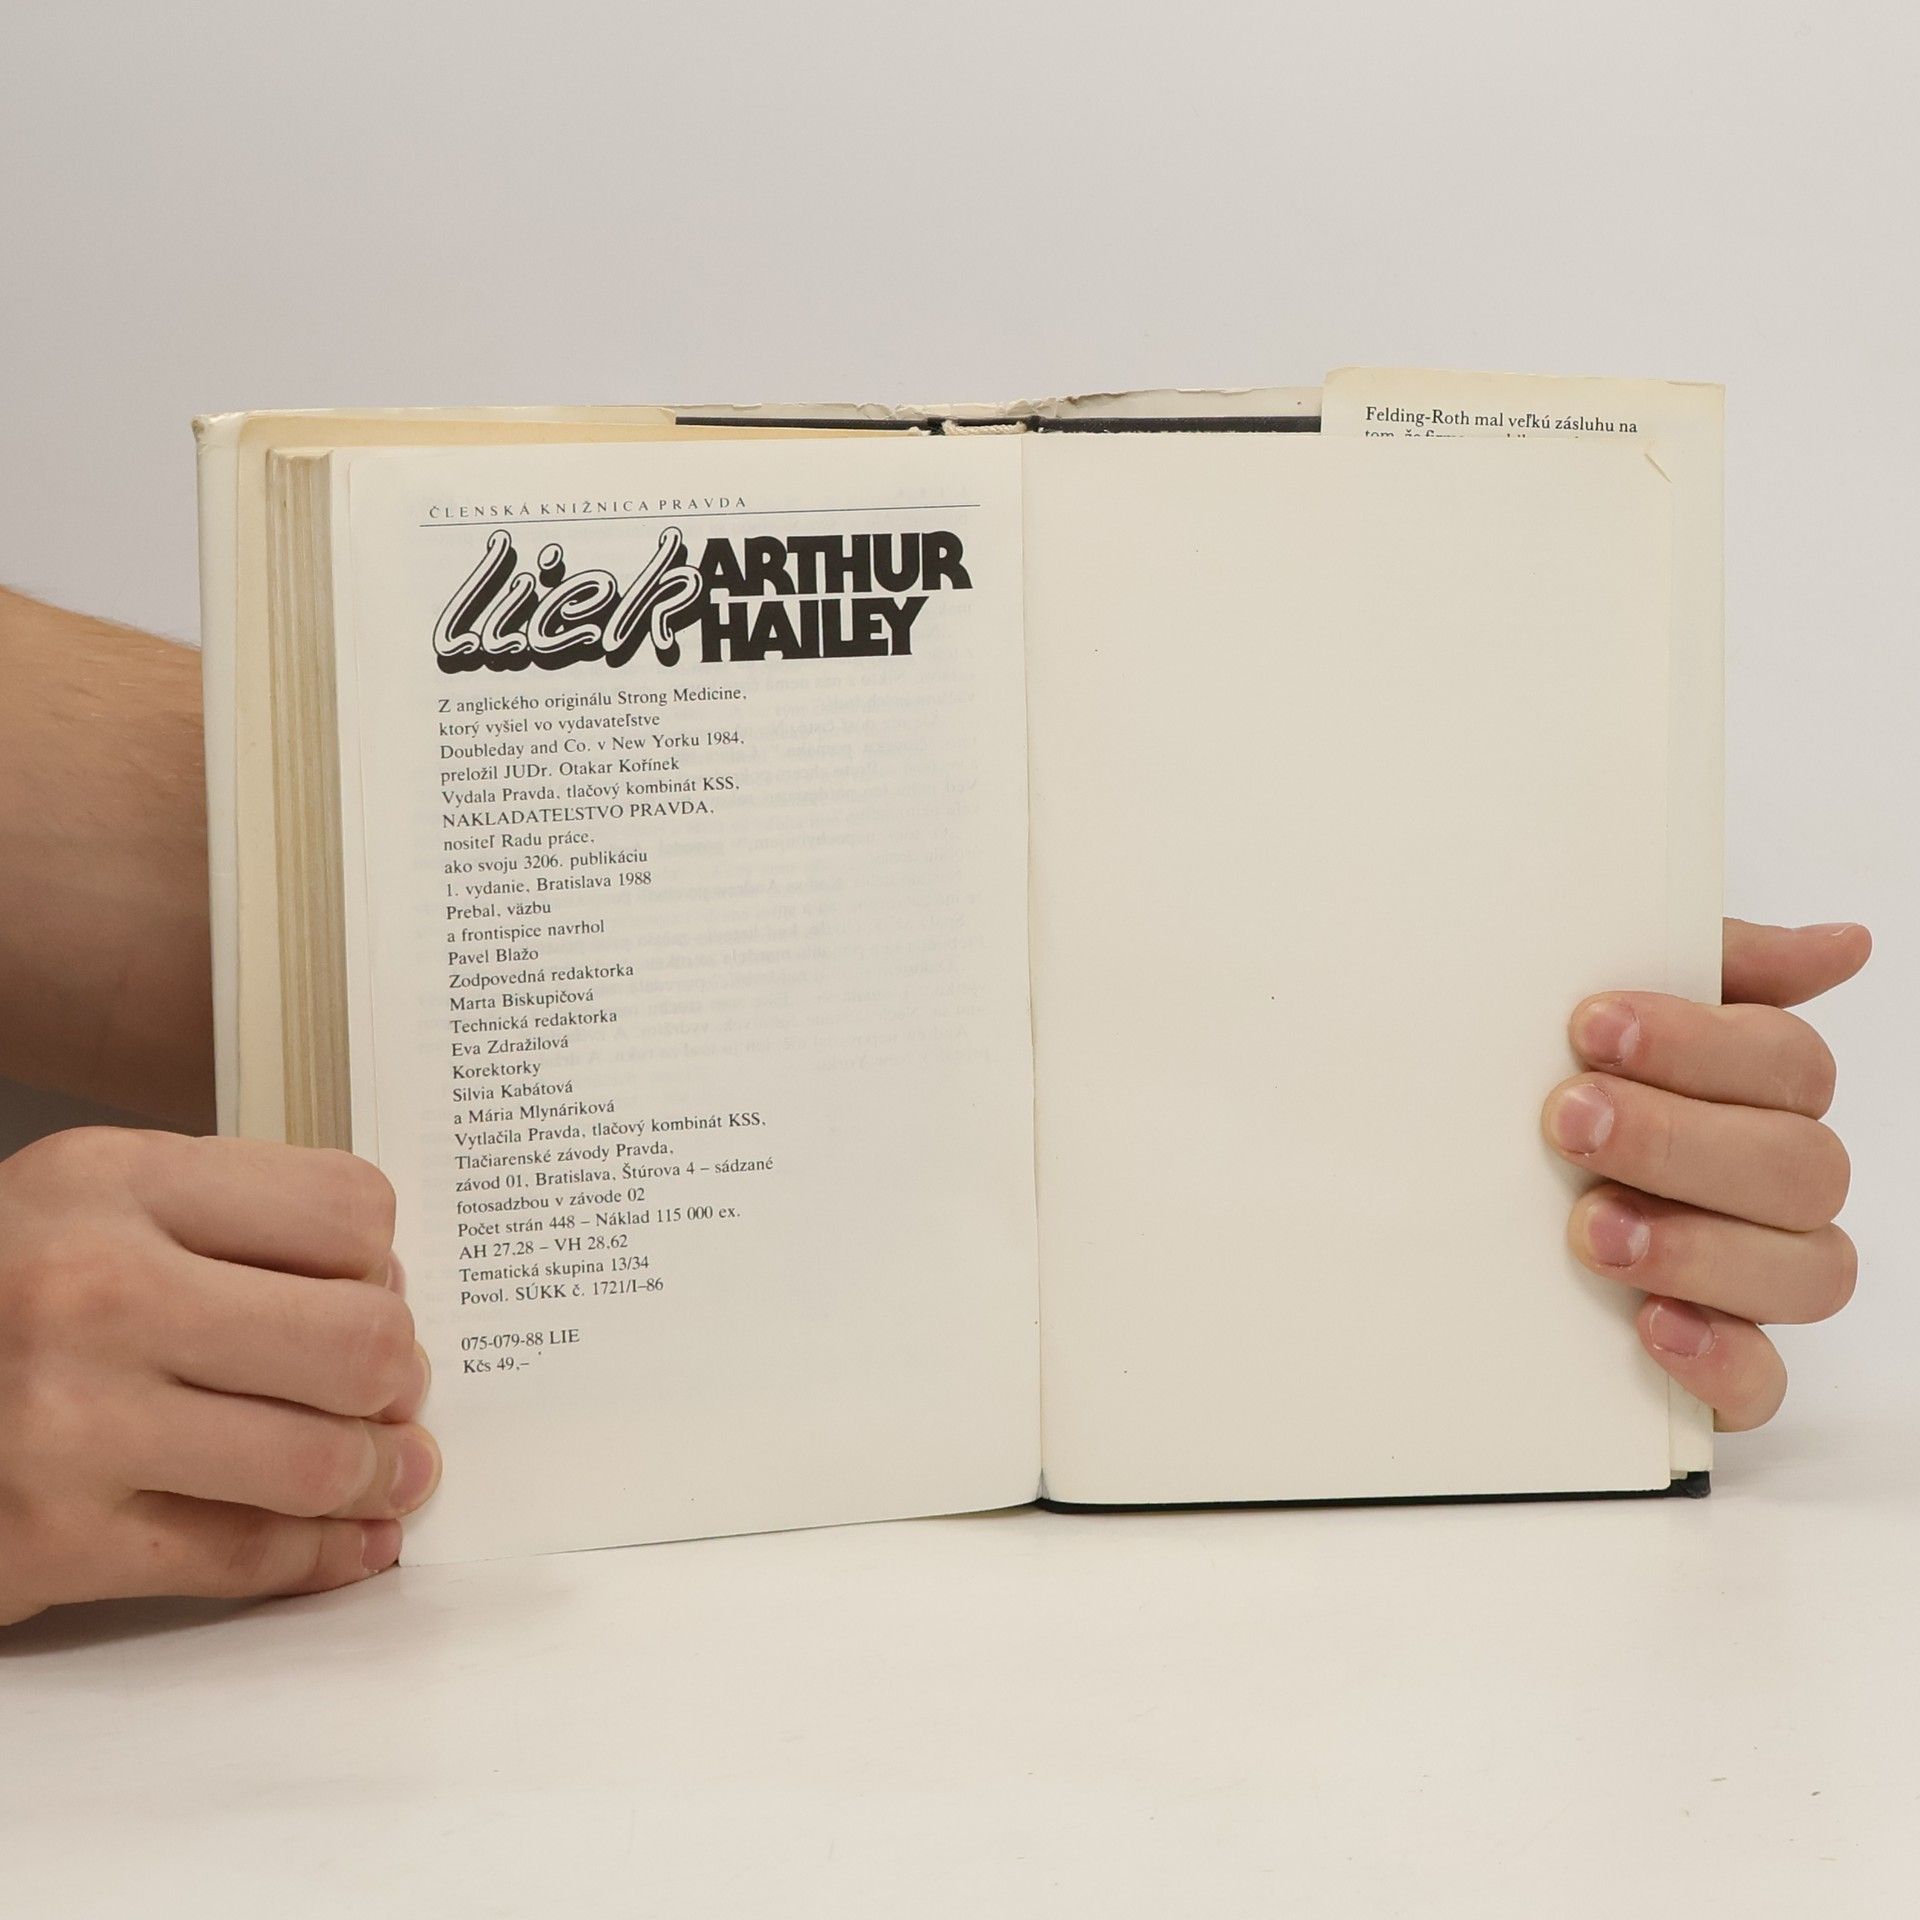 Felding-Roth mal veľkú zásluhu na
ČLENSKÁ KNIŽNICA PRAVDA
liek ARTHUR
HAILEY
Z anglického originálu Strong Medicine,
ktorý vyšiel vo vydavateľstve
Doubleday and Co. v New Yorku 1984,
preložil JUDr. Otakar Kořínek
Vydala Pravda, tlačový kombinát KSS,
NAKLADATEĽSTVO PRAVDA,
nositeľ Radu práce,
ako svoju 3206. publikáciu
1. vydanie, Bratislava 1988
Prebal, väzbu
a frontispice navrhol
Pavel Blažo
Zodpovedná redaktorka
Marta Biskupičová
Technická redaktorka
Eva Zdražilová
Korektorky
Silvia Kabátová
a Mária Mlynáriková
Vytlačila Pravda, tlačový kombinát KSS,
Tlačiarenské závody Pravda,
závod 01, Bratislava, Štúrova 4 – sádzané
fotosadzbou v závode 02
Počet strán 448 – Náklad 115 000 ex.
AH 27,28 – VH 28,62
Tematická skupina 13/34
Povol. SÚKK č. 1721/I–86
075-079-88 LIE
Kčs 49,–